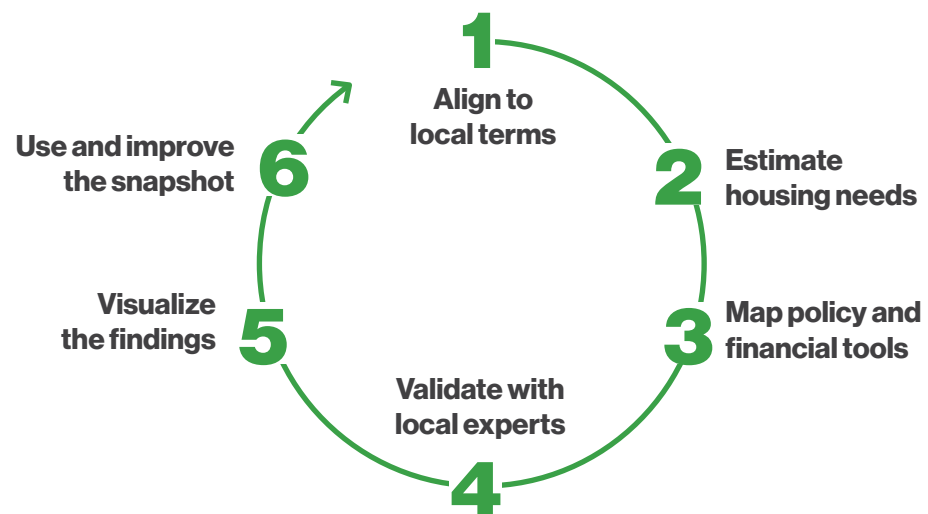 1
Align to
local terms
2
Estimate
housing needs
3
Map policy and
financial tools
4
Validate with
local experts
5
Visualize
the findings
6
Use and improve
the snapshot